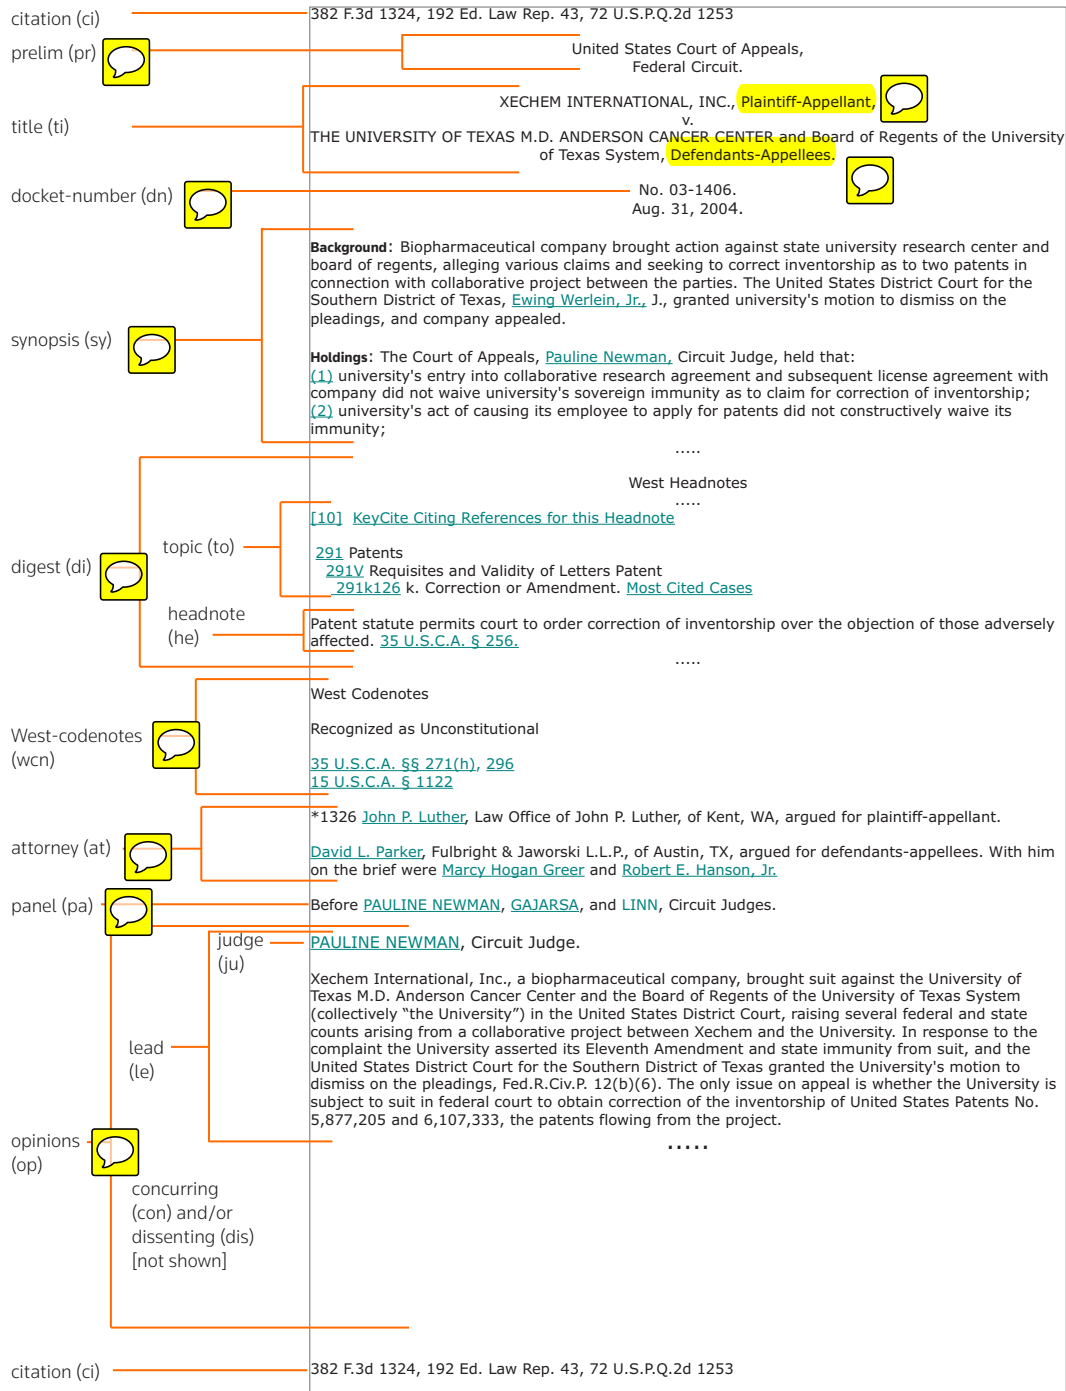 citation (ci)
382 F.3d 1324, 192 Ed. Law Rep. 43, 72 U.S.P.Q.2d 1253
prelim (pr)
United States Court of Appeals,
Federal Circuit.
title (ti)
XECHEM INTERNATIONAL, INC., Plaintiff-Appellant,
v.
THE UNIVERSITY OF TEXAS M.D. ANDERSON CANCER CENTER and Board of Regents of the University
of Texas System, Defendants-Appellees.
docket-number (dn)
No. 03-1406.
Aug. 31, 2004.
synopsis (sy)
Background: Biopharmaceutical company brought action against state university research center and
board of regents, alleging various claims and seeking to correct inventorship as to two patents in
connection with collaborative project between the parties. The United States District Court for the
Southern District of Texas, Ewing Werlein, Jr., J., granted university's motion to dismiss on the
pleadings, and company appealed.
Holdings: The Court of Appeals, Pauline Newman, Circuit Judge, held that:
(1) university's entry into collaborative research agreement and subsequent license agreement with
company did not waive university's sovereign immunity as to claim for correction of inventorship;
(2) university's act of causing its employee to apply for patents did not constructively waive its
immunity;
.....
digest (di)
West Headnotes
.....
topic (to)
[10] KeyCite Citing References for this Headnote
291 Patents
291V Requisites and Validity of Letters Patent
291k126 k. Correction or Amendment. Most Cited Cases
headnote
(he)
Patent statute permits court to order correction of inventorship over the objection of those adversely
affected. 35 U.S.C.A. § 256.
.....
West-codenotes
(wcn)
West Codenotes
Recognized as Unconstitutional
35 U.S.C.A. §§ 271(h), 296
15 U.S.C.A. § 1122
attorney (at)
*1326 John P. Luther, Law Office of John P. Luther, of Kent, WA, argued for plaintiff-appellant.
David L. Parker, Fulbright & Jaworski L.L.P., of Austin, TX, argued for defendants-appellees. With him
on the brief were Marcy Hogan Greer and Robert E. Hanson, Jr.
panel (pa)
Before PAULINE NEWMAN, GAJARSA, and LINN, Circuit Judges.
opinions
(op)
judge
(ju)
PAULINE NEWMAN, Circuit Judge.
lead
(le)
Xechem International, Inc., a biopharmaceutical company, brought suit against the University of
Texas M.D. Anderson Cancer Center and the Board of Regents of the University of Texas System
(collectively “the University”) in the United States District Court, raising several federal and state
counts arising from a collaborative project between Xechem and the University. In response to the
complaint the University asserted its Eleventh Amendment and state immunity from suit, and the
United States District Court for the Southern District of Texas granted the University's motion to
dismiss on the pleadings, Fed.R.Civ.P. 12(b)(6). The only issue on appeal is whether the University is
subject to suit in federal court to obtain correction of the inventorship of United States Patents No.
5,877,205 and 6,107,333, the patents flowing from the project.
.....
concurring
(con) and/or
dissenting (dis)
[not shown]
citation (ci)
382 F.3d 1324, 192 Ed. Law Rep. 43, 72 U.S.P.Q.2d 1253